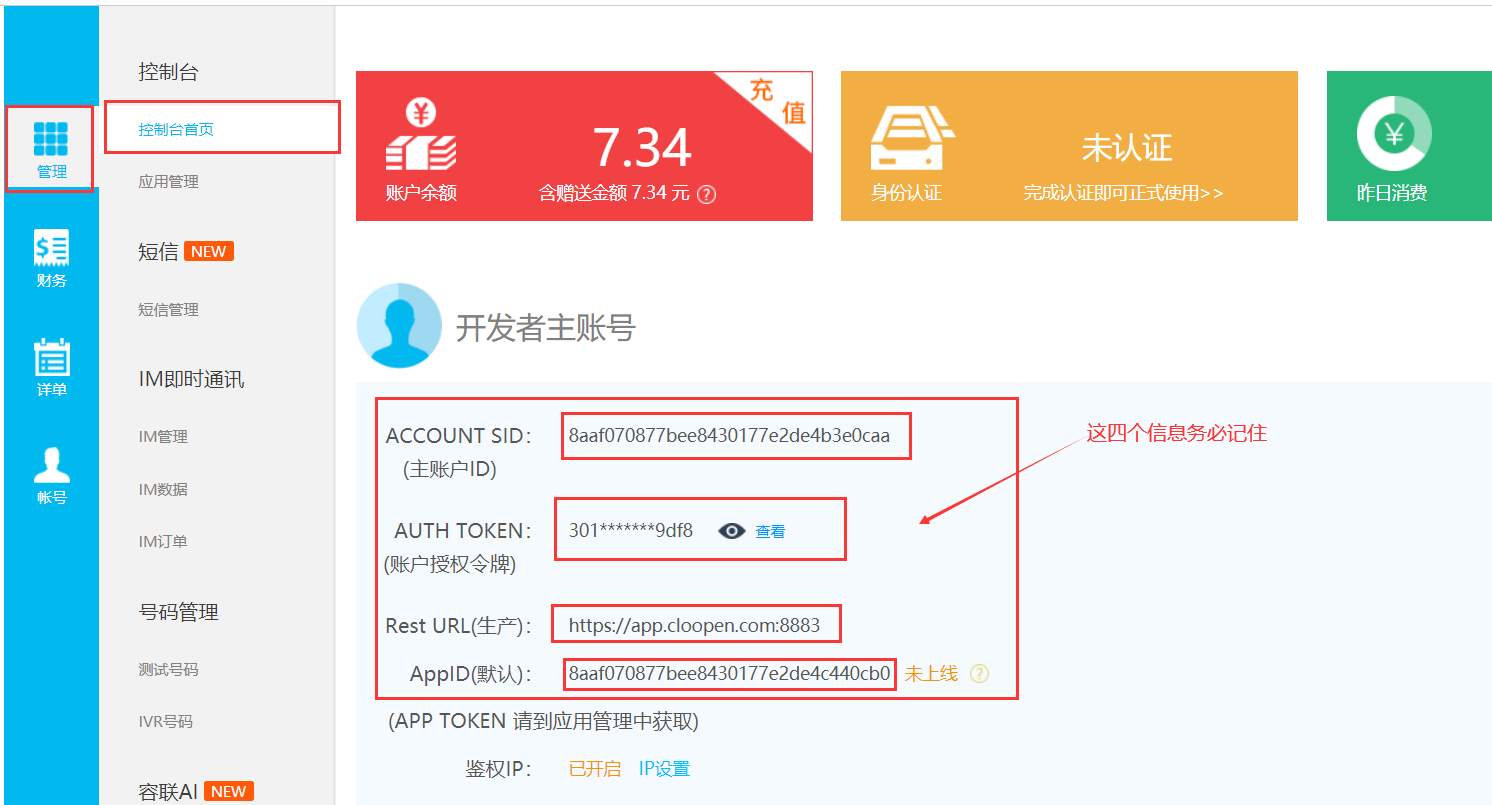 控制台
控制台首页
应用管理
短信 NEW
短信管理
IM即时通讯
IM管理
IM数据
IM订单
号码管理
测试号码
IVR号码
容联AI NEW
管理
财务
详单
帐号
充值
¥
7.34
账户余额
含赠送金额 7.34 元 ?
未认证
身份认证
完成认证即可正式使用>>
¥
昨日消费
开发者主账号
ACCOUNT SID: 8aaf070877bee8430177e2de4b3e0caa
(主账户ID)
这四个信息务必记住
AUTH TOKEN: 301*******9df8 查看
(账户授权令牌)
Rest URL(生产): https://app.cloopen.com:8883
AppID(默认): 8aaf070877bee8430177e2de4c440cb0 未上线 ?
(APP TOKEN 请到应用管理中获取)
鉴权IP: 已开启 IP设置